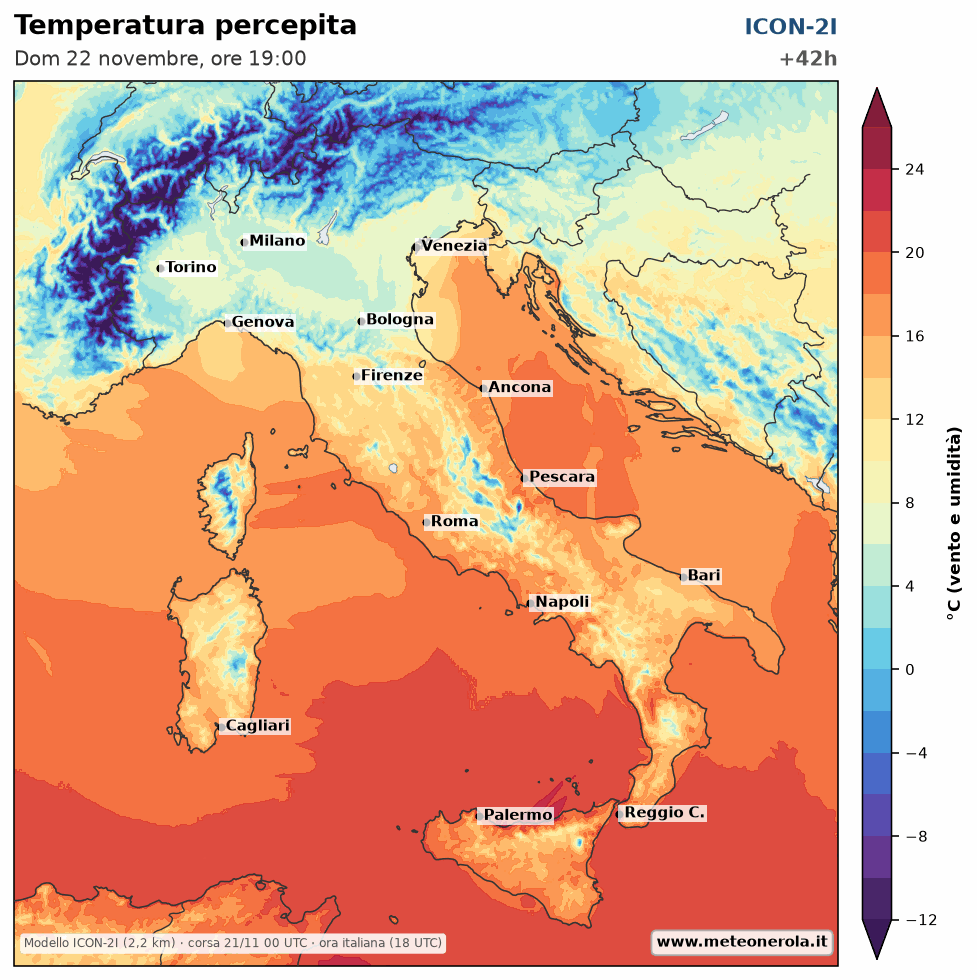 Temperatura percepita
ICON-2I
Dom 22 novembre, ore 19:00
+42h
Milano
Venezia
Torino
Genova
Bologna
Firenze
Ancona
Pescara
Roma
Bari
Napoli
Cagliari
Palermo
Reggio C.
24
20
16
12
8
4
0
−4
−8
−12
°C (vento e umidità)
Modello ICON-2I (2,2 km) · corsa 21/11 00 UTC · ora italiana (18 UTC)
www.meteonerola.it